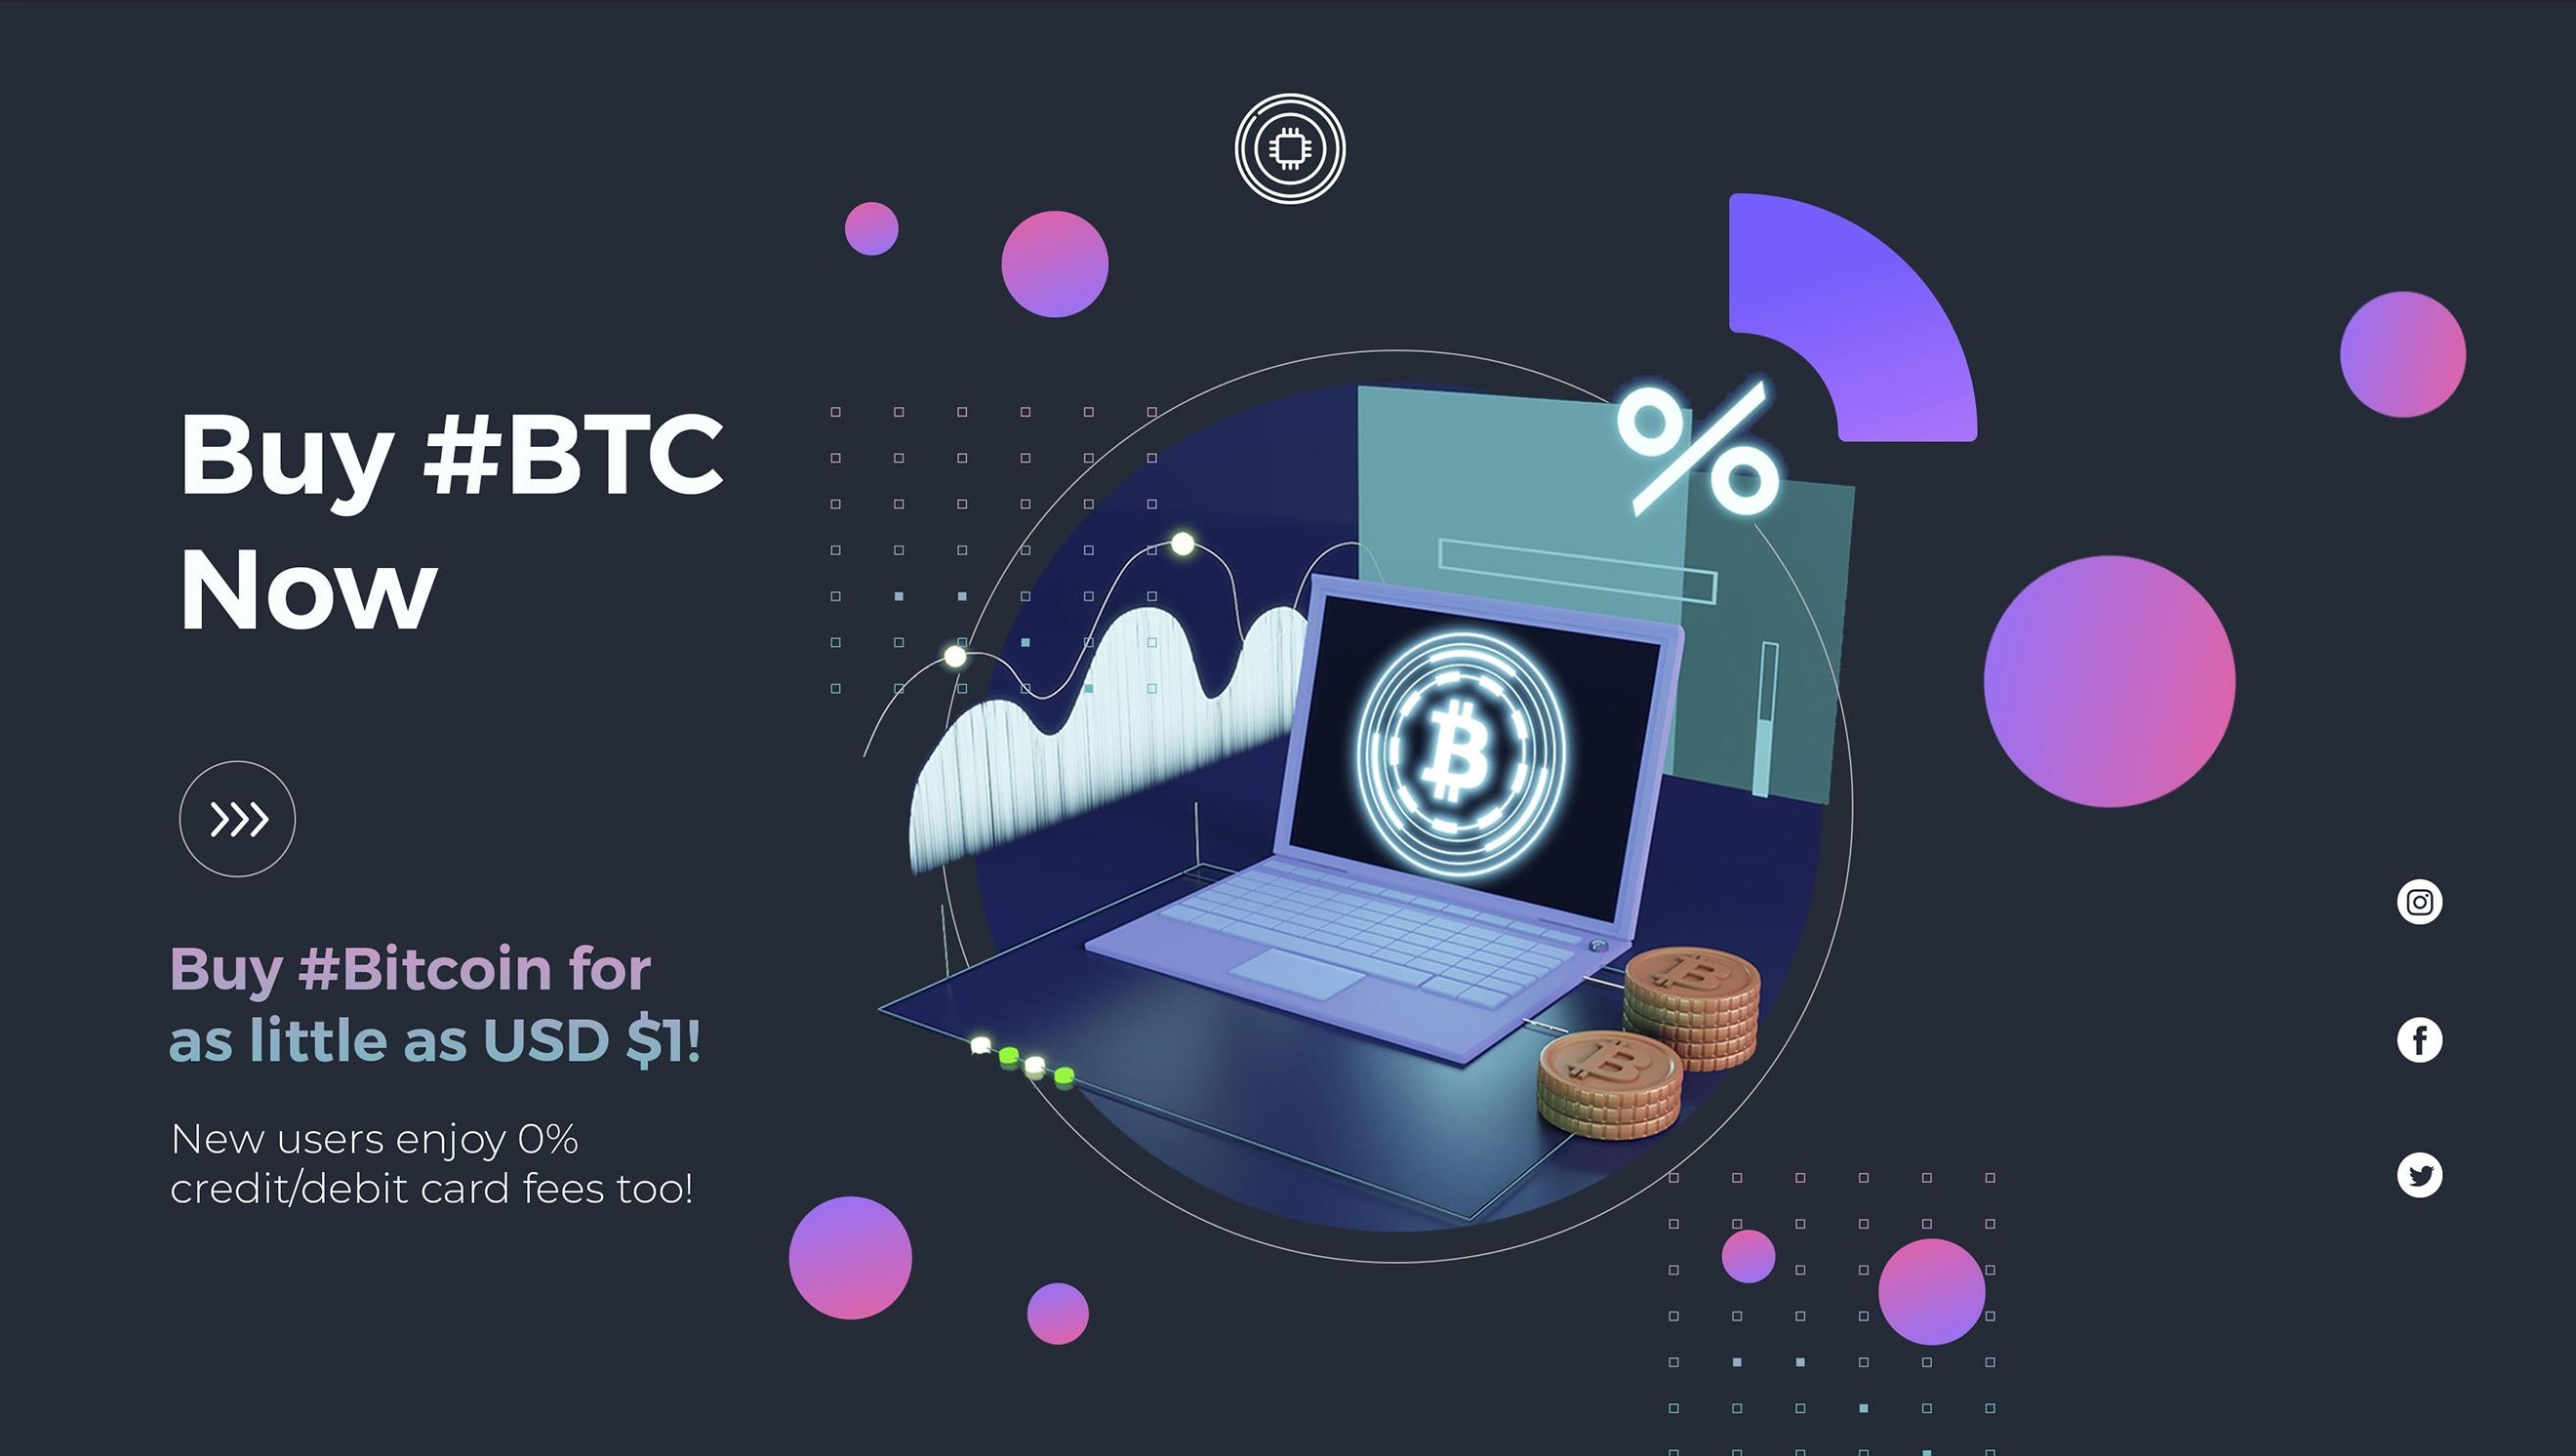 Buy #BTC
Now
Buy #Bitcoin for
as little as USD $1!
New users enjoy 0%
credit/debit card fees too!
%